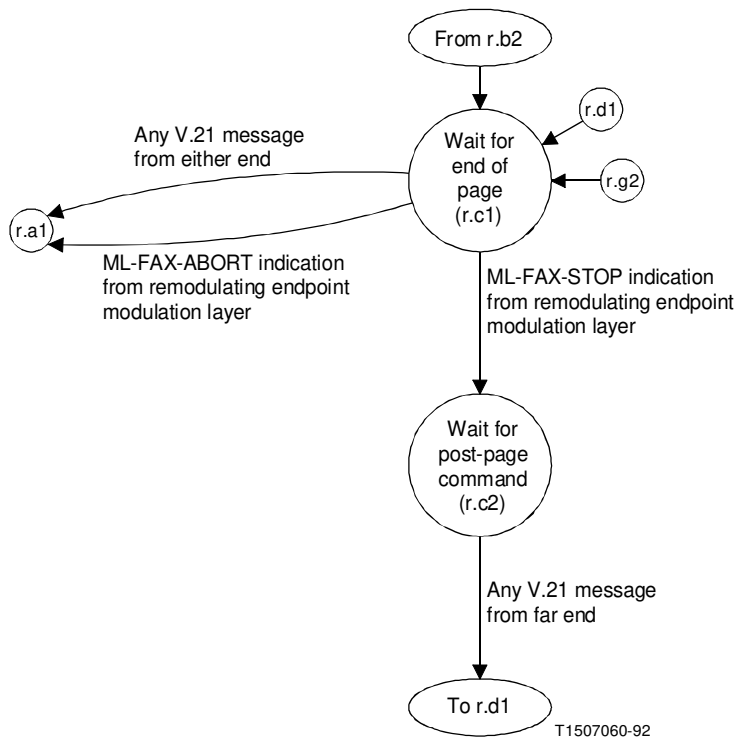 From r.b2
r.d1
Wait for
end of
page
(r.c1)
Any V.21 message
from either end
r.g2
r.a1
ML-FAX-ABORT indication
from remodulating endpoint
modulation layer
ML-FAX-STOP indication
from remodulating endpoint
modulation layer
Wait for
post-page
command
(r.c2)
Any V.21 message
from far end
To r.d1
T1507060-92